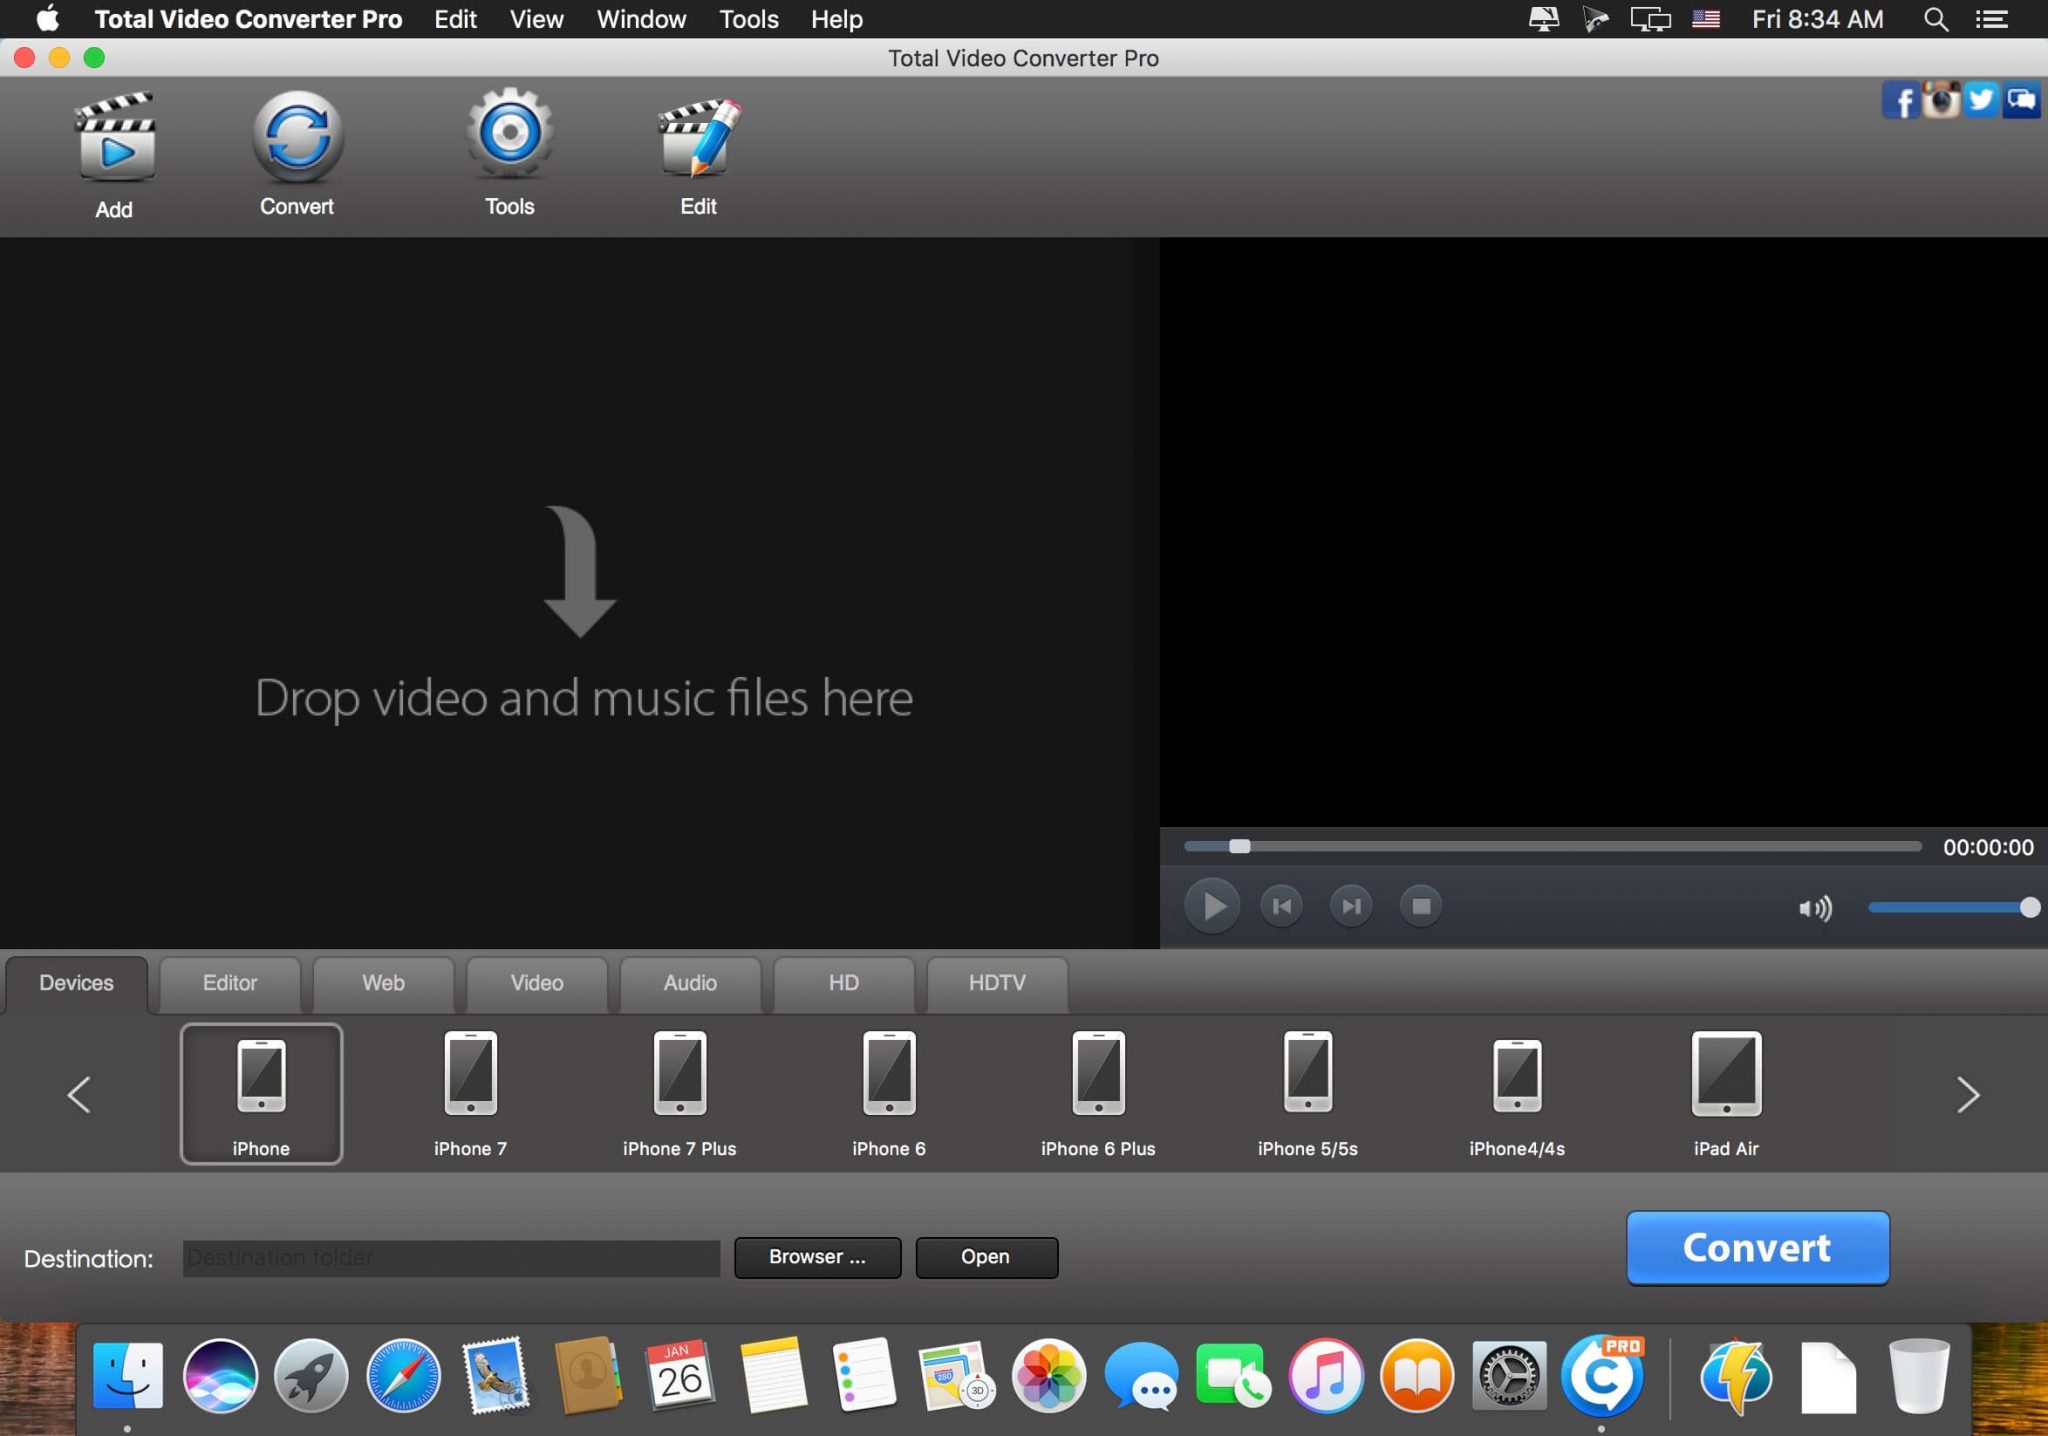 Total Video Converter Pro Edit View Window Tools Help Fri 8:34 AM
Total Video Converter Pro
Add Convert Tools Edit
Drop video and music files here
00:00:00
Devices Editor Web Video Audio HD HDTV
iPhone iPhone 7 iPhone 7 Plus iPhone 6 iPhone 6 Plus iPhone 5/5s iPhone4/4s iPad Air
Destination: Destination folder Browser ... Open Convert
PRO
JAN
26
280
3D